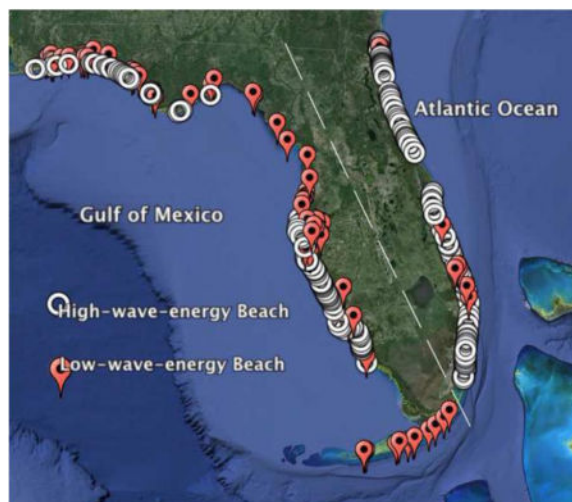 Atlantic Ocean
Gulf of Mexico
High-wave-energy Beach
Low-wave-energy Beach